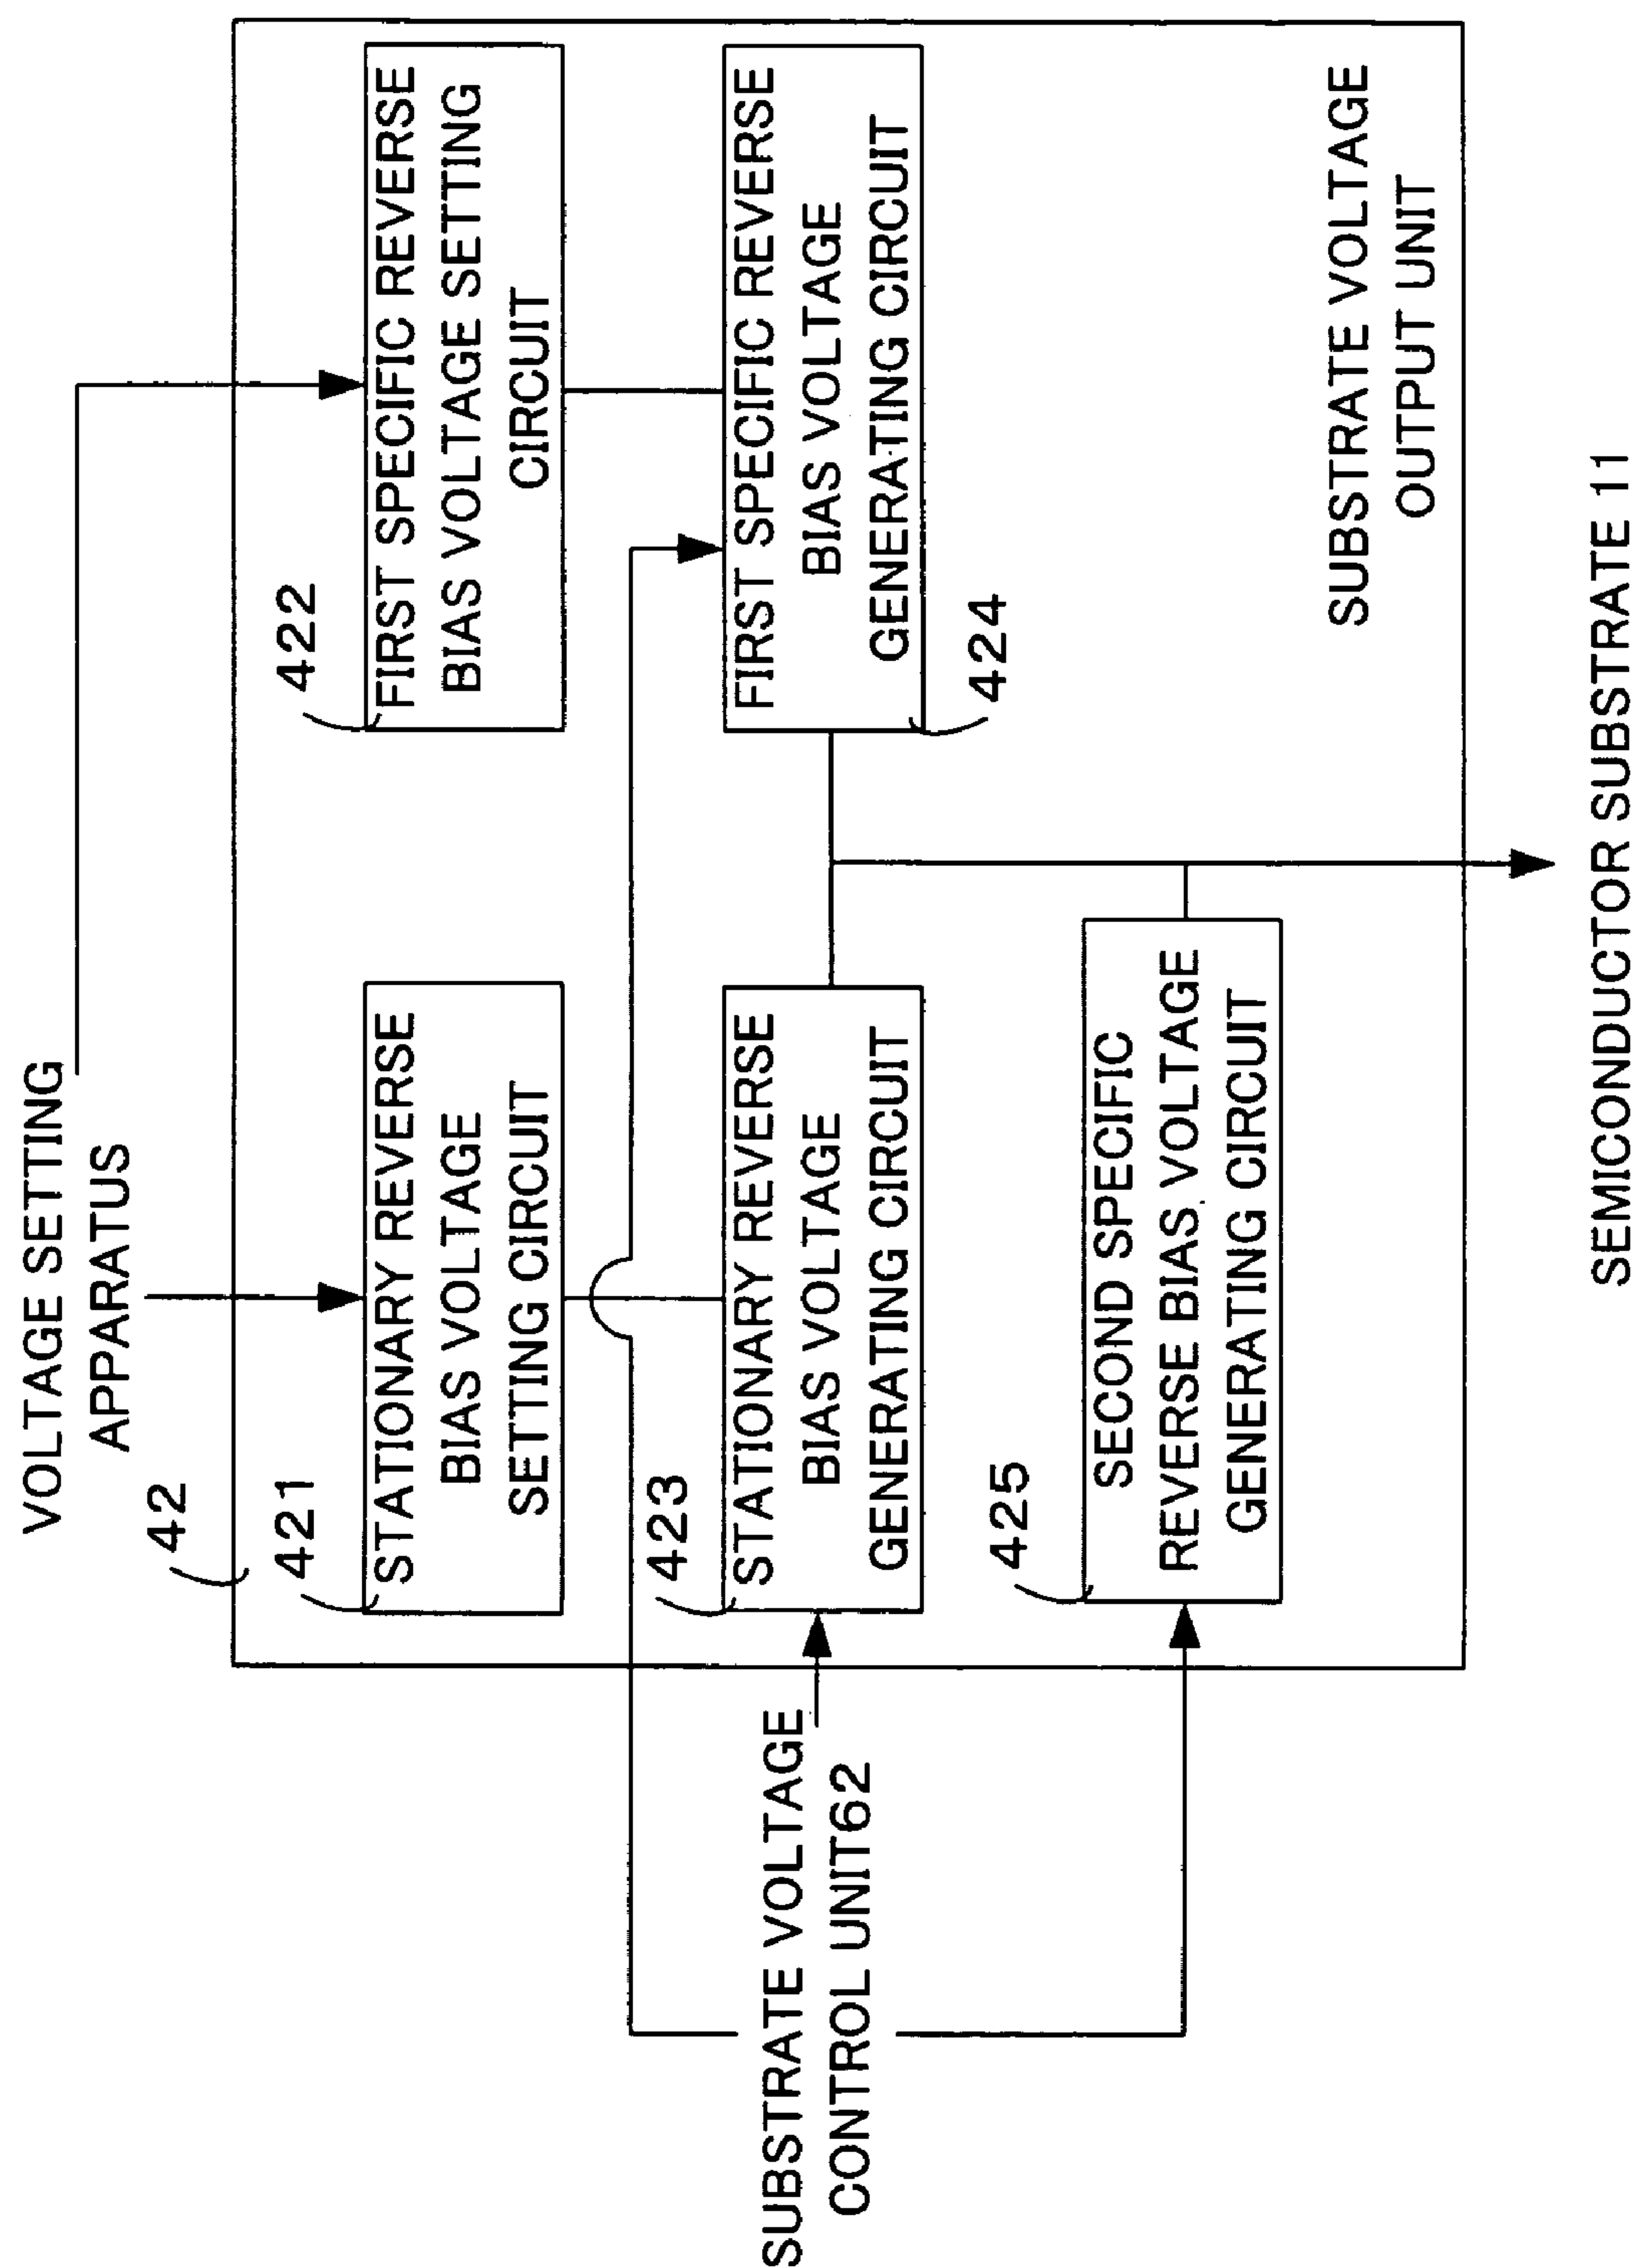 VOLTAGE SETTING
APPARATUS
42
421
STATIONARY REVERSE
BIAS VOLTAGE
SETTING CIRCUIT
422
FIRST SPECIFIC REVERSE
BIAS VOLTAGE SETTING
CIRCUIT
SUBSTRATE VOLTAGE
CONTROL UNIT62
423
STATIONARY REVERSE
BIAS VOLTAGE
GENERATING CIRCUIT
FIRST SPECIFIC REVERSE
BIAS VOLTAGE
GENERATING CIRCUIT
424
425
SECOND SPECIFIC
REVERSE BIAS VOLTAGE
GENERATING CIRCUIT
SUBSTRATE VOLTAGE
OUTPUT UNIT
SEMICONDUCTOR SUBSTRATE 11